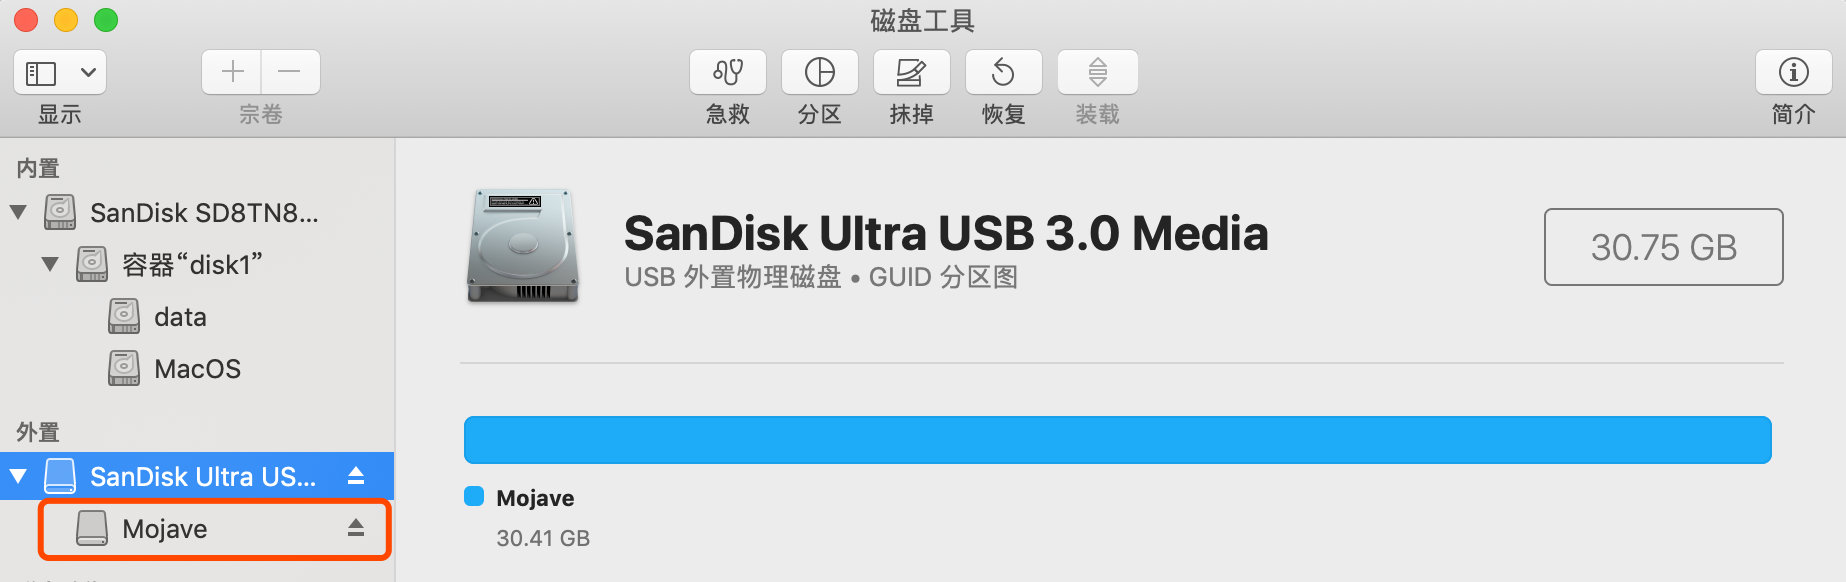 磁盘工具
显示
宗卷
急救
分区
抹掉
恢复
装载
简介
内置
SanDisk SD8TN8...
容器“disk1”
data
MacOS
外置
SanDisk Ultra US...
Mojave
SanDisk Ultra USB 3.0 Media
USB 外置物理磁盘 • GUID 分区图
30.75 GB
Mojave
30.41 GB